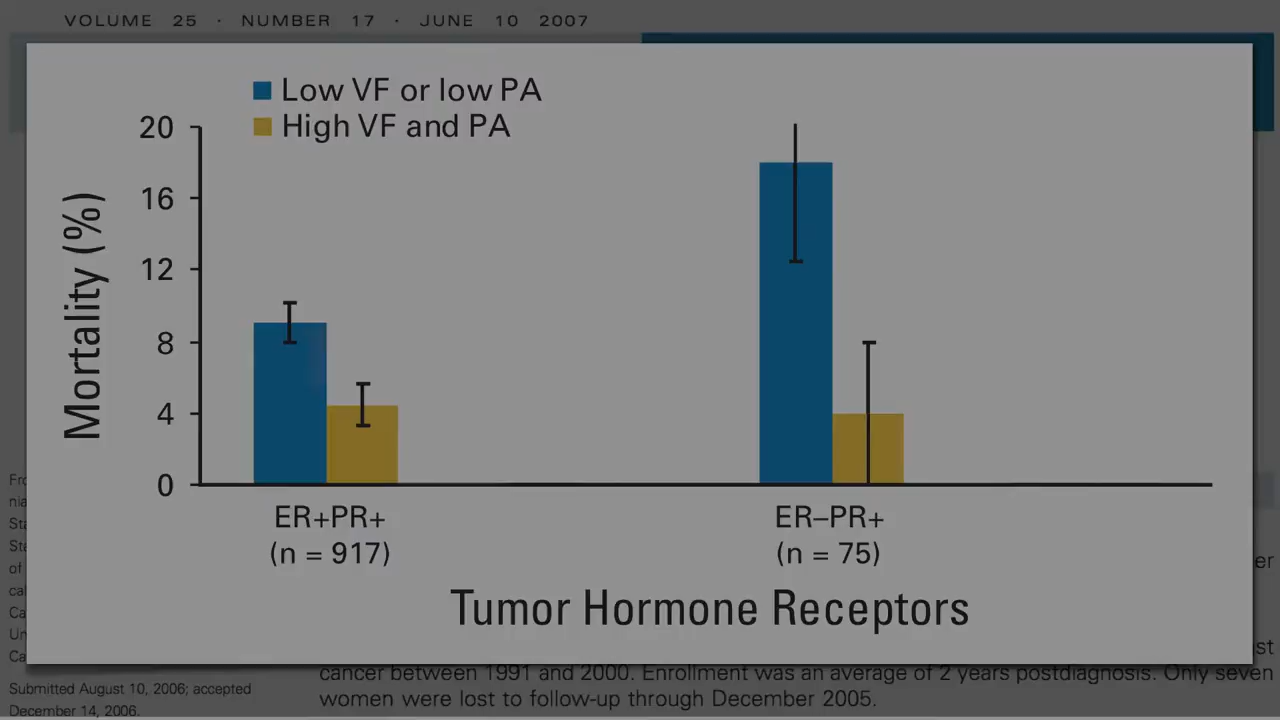 VOLUME 25 · NUMBER 17 · JUNE 10 2007
Low VF or low PA
High VF and PA
20
16
12
8
4
0
Mortality (%)
ER+PR+
(n = 917)
ER–PR+
(n = 75)
Tumor Hormone Receptors
cancer between 1991 and 2000. Enrollment was an average of 2 years postdiagnosis. Only seven
women were lost to follow-up through December 2005.
Submitted August 10, 2006; accepted
December 14, 2006.